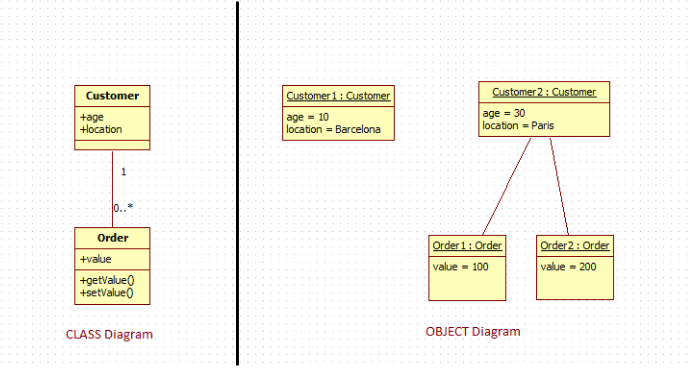 Customer
+age
+location
1
0..*
Order
+value
+getValue()
+setValue()
CLASS Diagram
Customer1 : Customer
age = 10
location = Barcelona
Customer2 : Customer
age = 30
location = Paris
Order1 : Order
value = 100
Order2 : Order
value = 200
OBJECT Diagram